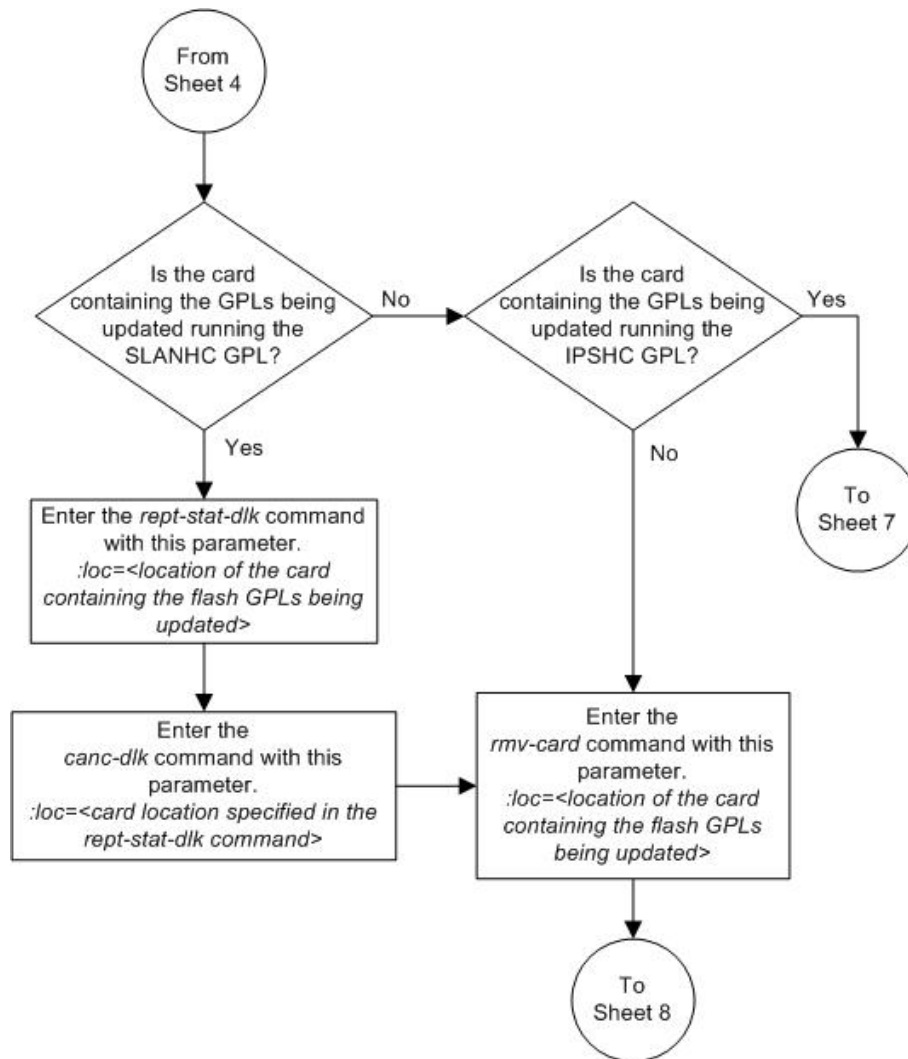 From
Sheet 4
Is the card
containing the GPLs being
updated running the
SLANHC GPL?
No
Is the card
containing the GPLs being
updated running the
IPSHC GPL?
Yes
Yes
No
To
Sheet 7
Enter the rept-stat-dlk command
with this parameter.
:loc=<location of the card
containing the flash GPLs being
updated>
Enter the
canc-dlk command with this
parameter.
:loc=<card location specified in the
rept-stat-dlk command>
Enter the
rmv-card command with this
parameter.
:loc=<location of the card
containing the flash GPLs
being updated>
To
Sheet 8